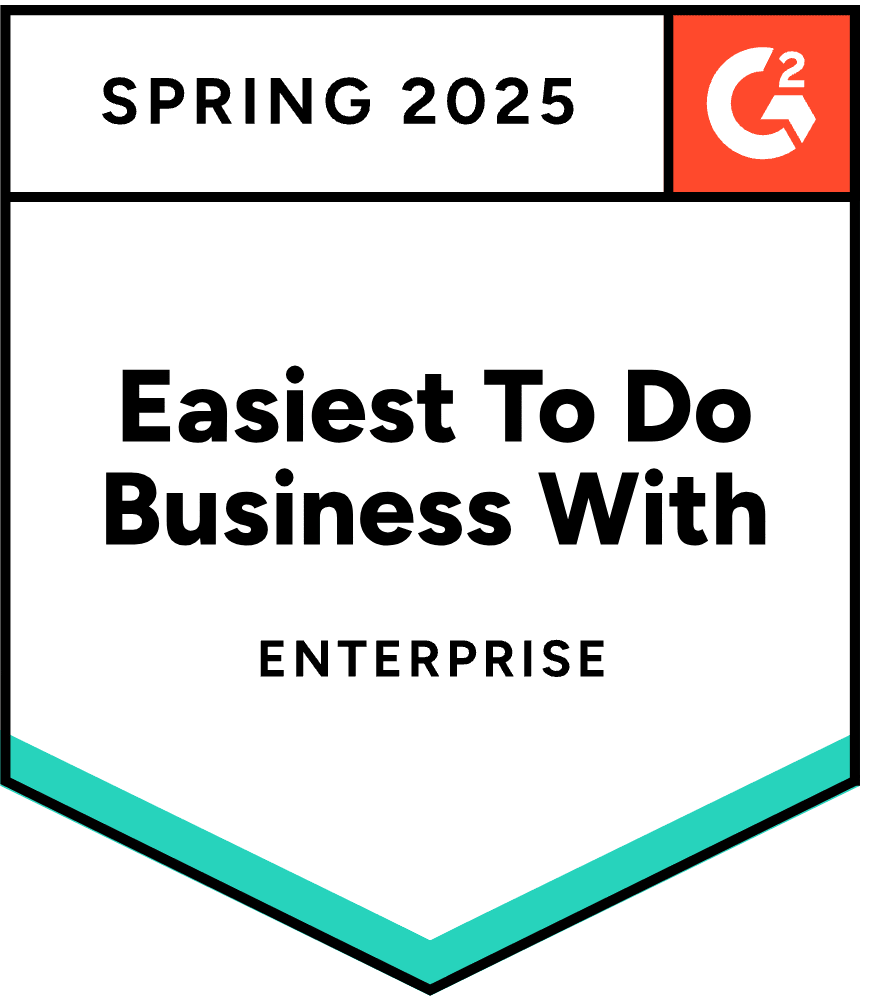 SPRING 2025
G2
Easiest To Do
Business With
ENTERPRISE